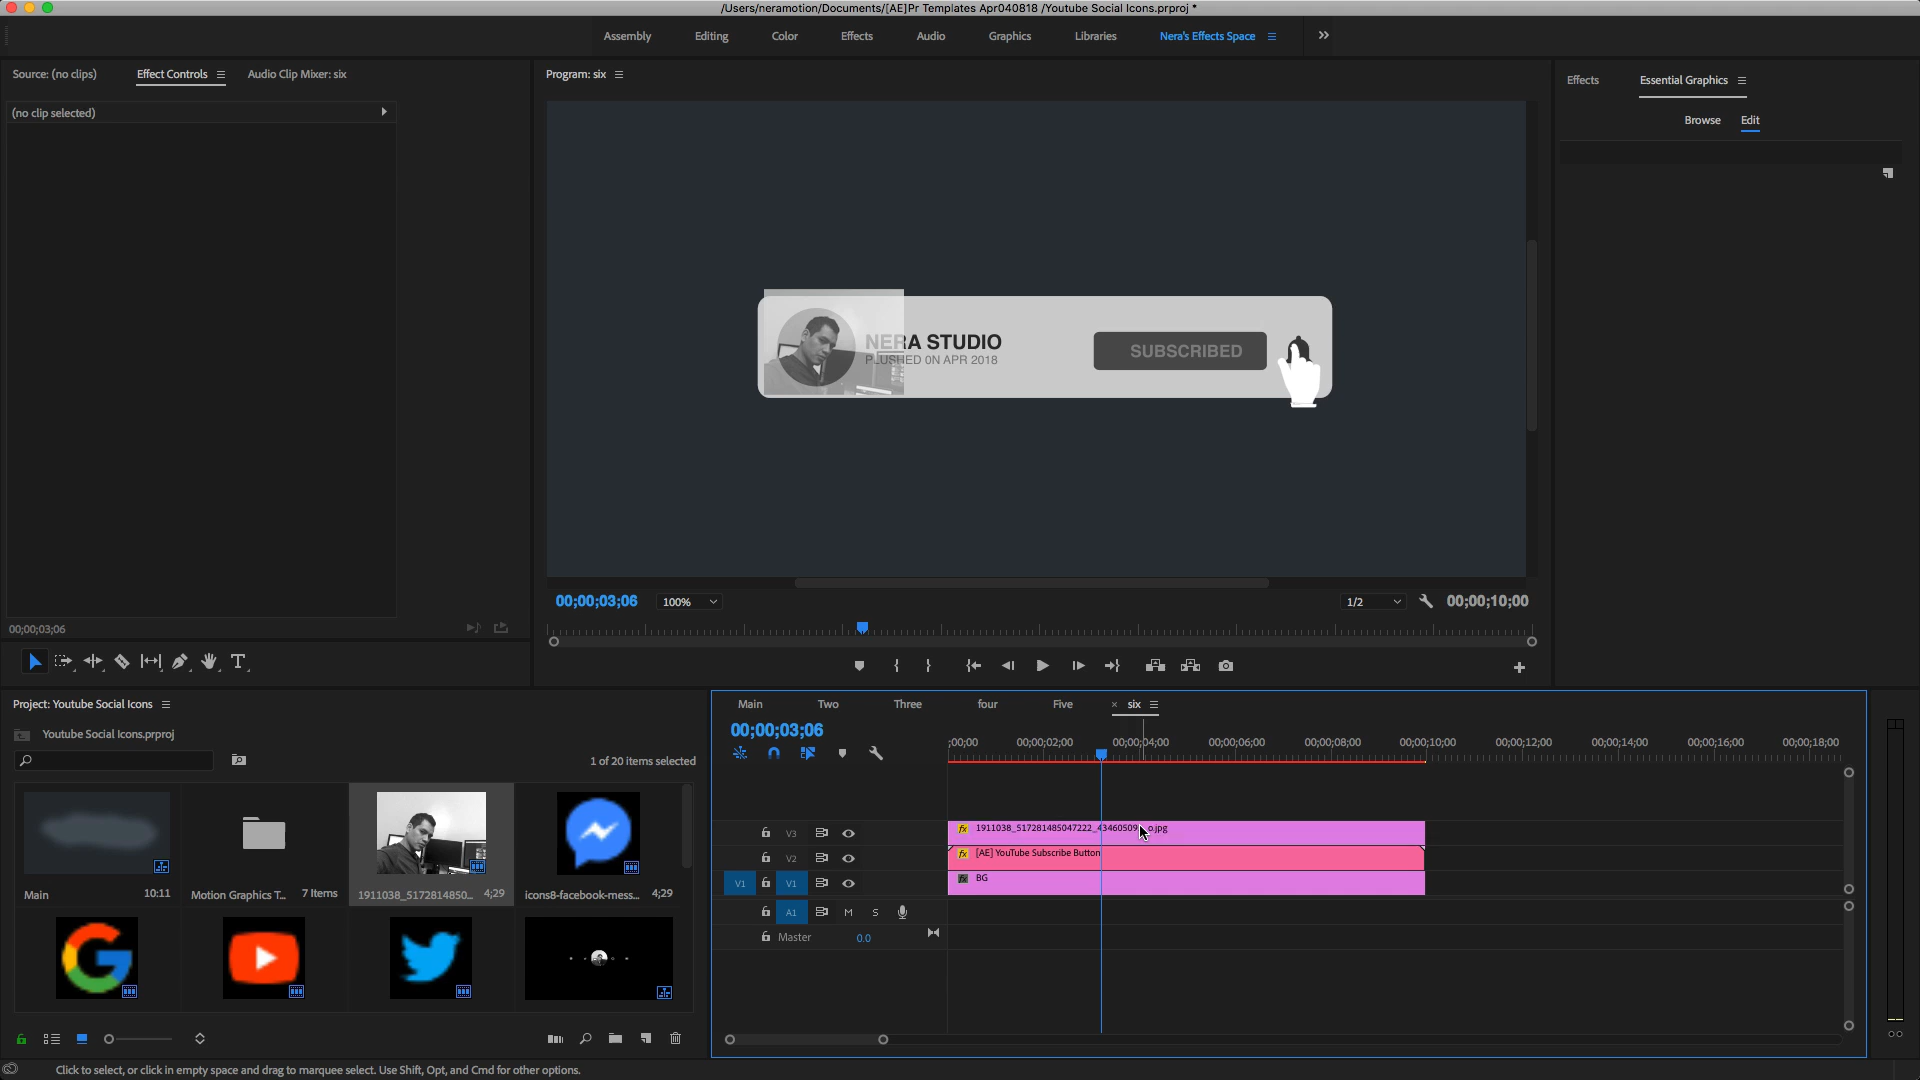 /Users/neramotion/Documents/[AE]Pr Templates Apr040818 /Youtube Social Icons.prproj *
Assembly Editing Color Effects Audio Graphics Libraries Nera's Effects Space
Source: (no clips) Effect Controls Audio Clip Mixer: six
Program: six
Effects Essential Graphics
(no clip selected)
Browse Edit
NERA STUDIO
PLUSHED 0N APR 2018
SUBSCRIBED
00;00;03;06 100% 1/2 00;00;10;00
00;00;03;06
Project: Youtube Social Icons
Youtube Social Icons.prproj
1 of 20 items selected
Main 10:11
Motion Graphics T... 7 Items
1911038_5172814850... 4;29
icons8-facebook-mess... 4;29
Main Two Three four Five × six
00;00;03;06
;00;00 00;00;02;00 00;00;04;00 00;00;06;00 00;00;08;00 00;00;10;00 00;00;12;00 00;00;14;00 00;00;16;00 00;00;18;00
V3 fx 1911038_517281485047222_43460509 o.jpg
V2 fx [AE] YouTube Subscribe Button
V1 V1 fx BG
A1 M S
Master 0.0
Click to select, or click in empty space and drag to marquee select. Use Shift, Opt, and Cmd for other options.